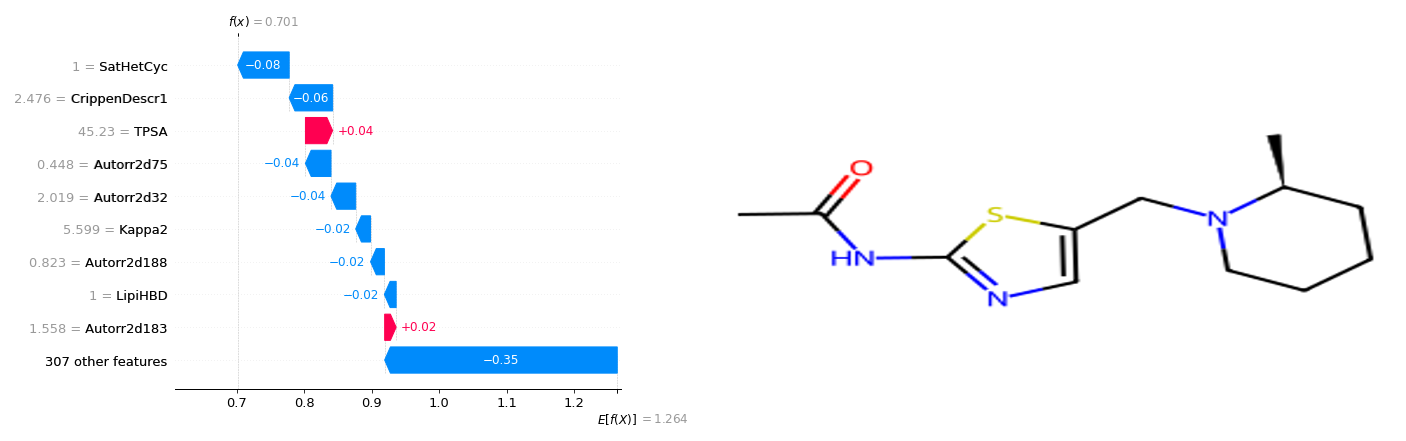 f(x) = 0.701
1 = SatHetCyc −0.08
2.476 = CrippenDescr1 −0.06
45.23 = TPSA +0.04
0.448 = Autorr2d75 −0.04
2.019 = Autorr2d32 −0.04
5.599 = Kappa2 −0.02
0.823 = Autorr2d188 −0.02
1 = LipiHBD −0.02
1.558 = Autorr2d183 +0.02
307 other features −0.35
0.7 0.8 0.9 1.0 1.1 1.2
E[f(X)] = 1.264
O
S
N
HN
N